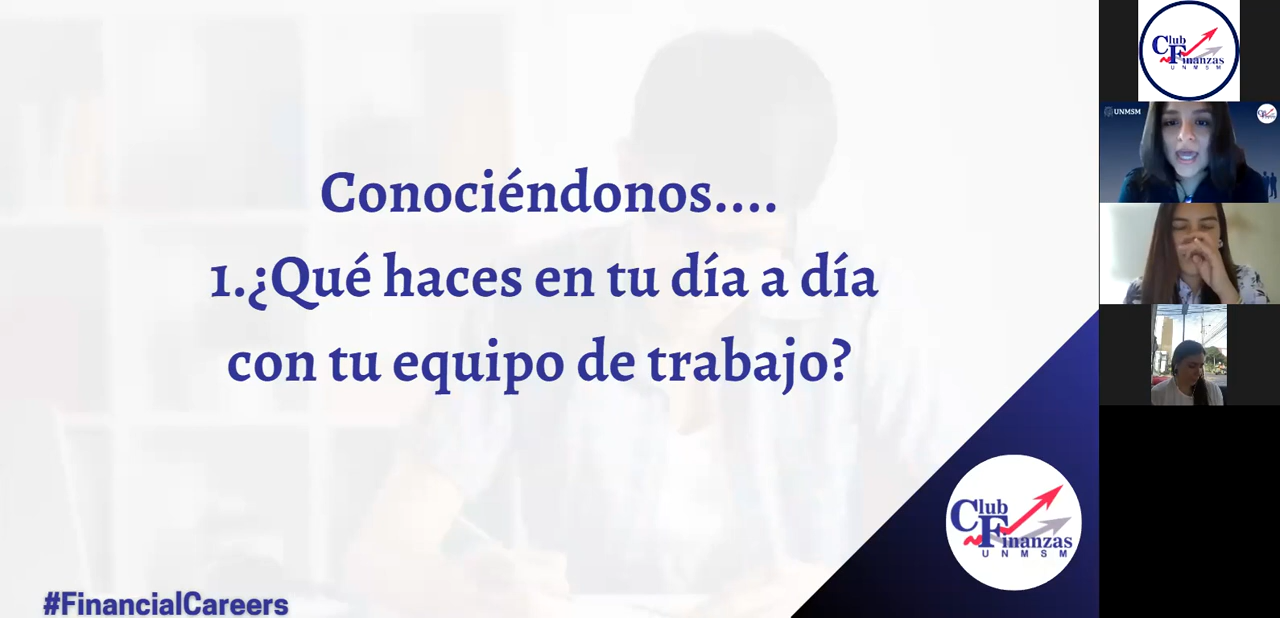 Conociéndonos....
1.¿Qué haces en tu día a día
con tu equipo de trabajo?
#FinancialCareers
Club
Finanzas
UNMSM
Club
Finanzas
UNMSM
UNMSM